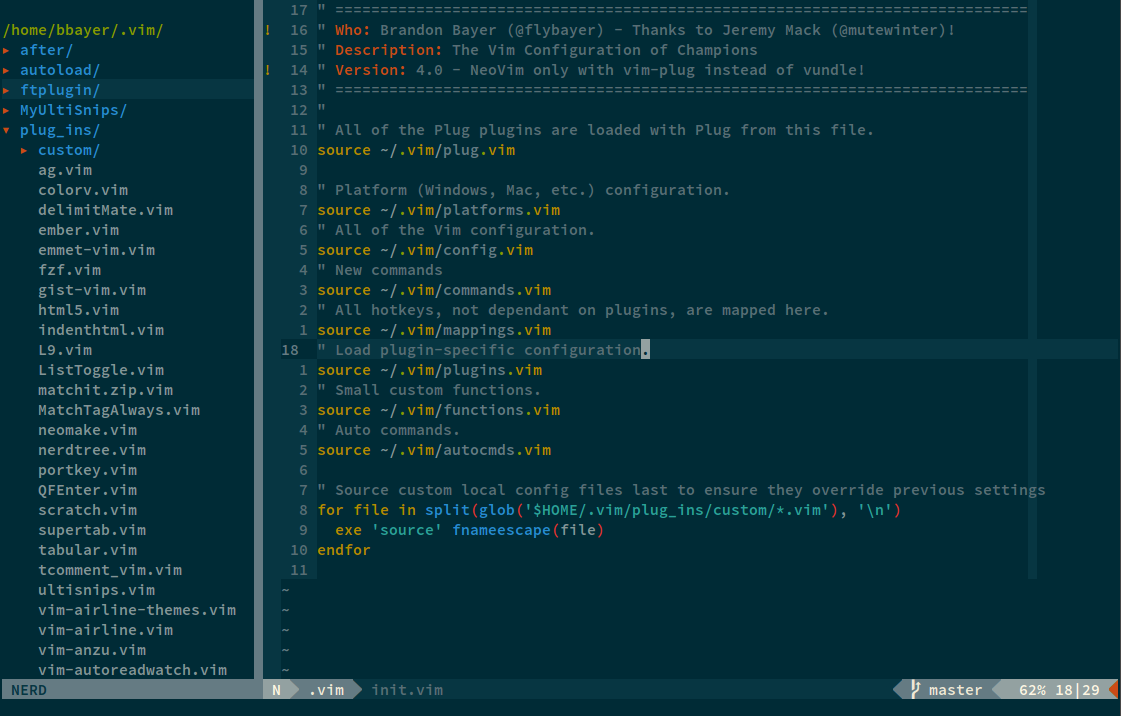 /home/bbayer/.vim/
▸ after/
▸ autoload/
▸ ftplugin/
▸ MyUltiSnips/
▾ plug_ins/
▸ custom/
ag.vim
colorv.vim
delimitMate.vim
ember.vim
emmet-vim.vim
fzf.vim
gist-vim.vim
html5.vim
indenthtml.vim
L9.vim
ListToggle.vim
matchit.zip.vim
MatchTagAlways.vim
neomake.vim
nerdtree.vim
portkey.vim
QFEnter.vim
scratch.vim
supertab.vim
tabular.vim
tcomment_vim.vim
ultisnips.vim
vim-airline-themes.vim
vim-airline.vim
vim-anzu.vim
vim-autoreadwatch.vim
NERD
17 " =============================================================================
! 16 " Who: Brandon Bayer (@flybayer) - Thanks to Jeremy Mack (@mutewinter)!
15 " Description: The Vim Configuration of Champions
! 14 " Version: 4.0 - NeoVim only with vim-plug instead of vundle!
13 " =============================================================================
12 "
11 " All of the Plug plugins are loaded with Plug from this file.
10 source ~/.vim/plug.vim
9
8 " Platform (Windows, Mac, etc.) configuration.
7 source ~/.vim/platforms.vim
6 " All of the Vim configuration.
5 source ~/.vim/config.vim
4 " New commands
3 source ~/.vim/commands.vim
2 " All hotkeys, not dependant on plugins, are mapped here.
1 source ~/.vim/mappings.vim
18 " Load plugin-specific configuration.
1 source ~/.vim/plugins.vim
2 " Small custom functions.
3 source ~/.vim/functions.vim
4 " Auto commands.
5 source ~/.vim/autocmds.vim
6
7 " Source custom local config files last to ensure they override previous settings
8 for file in split(glob('$HOME/.vim/plug_ins/custom/*.vim'), '\n')
9 exe 'source' fnameescape(file)
10 endfor
11
~
~
~
~
~
N .vim init.vim master 62% 18|29